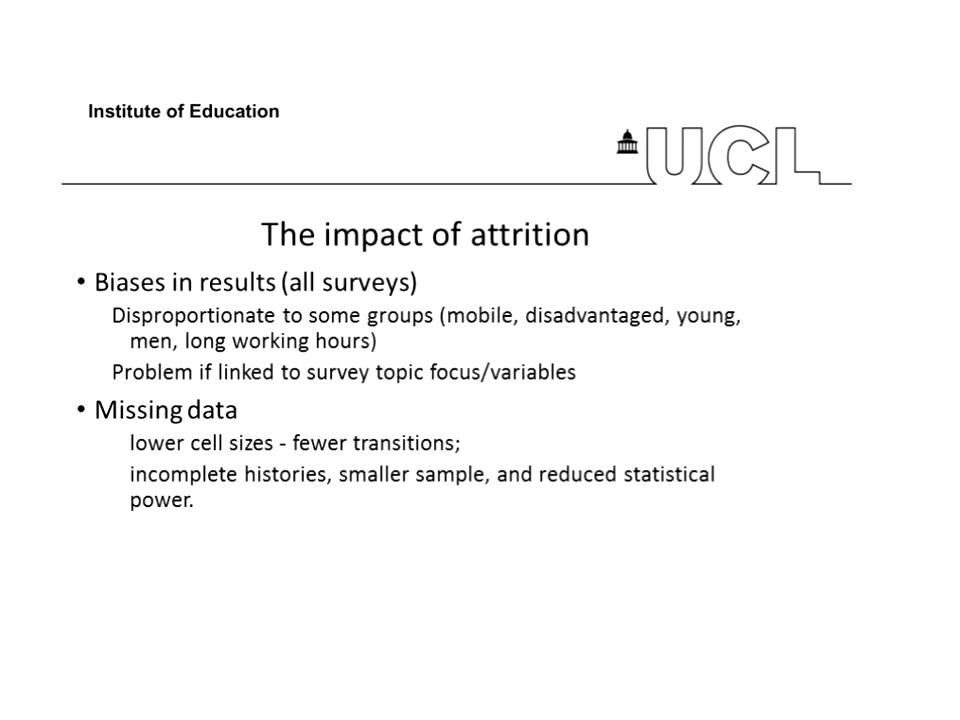 Institute of Education
UCL
The impact of attrition
• Biases in results (all surveys)
Disproportionate to some groups (mobile, disadvantaged, young,
men, long working hours)
Problem if linked to survey topic focus/variables
• Missing data
lower cell sizes - fewer transitions;
incomplete histories, smaller sample, and reduced statistical
power.